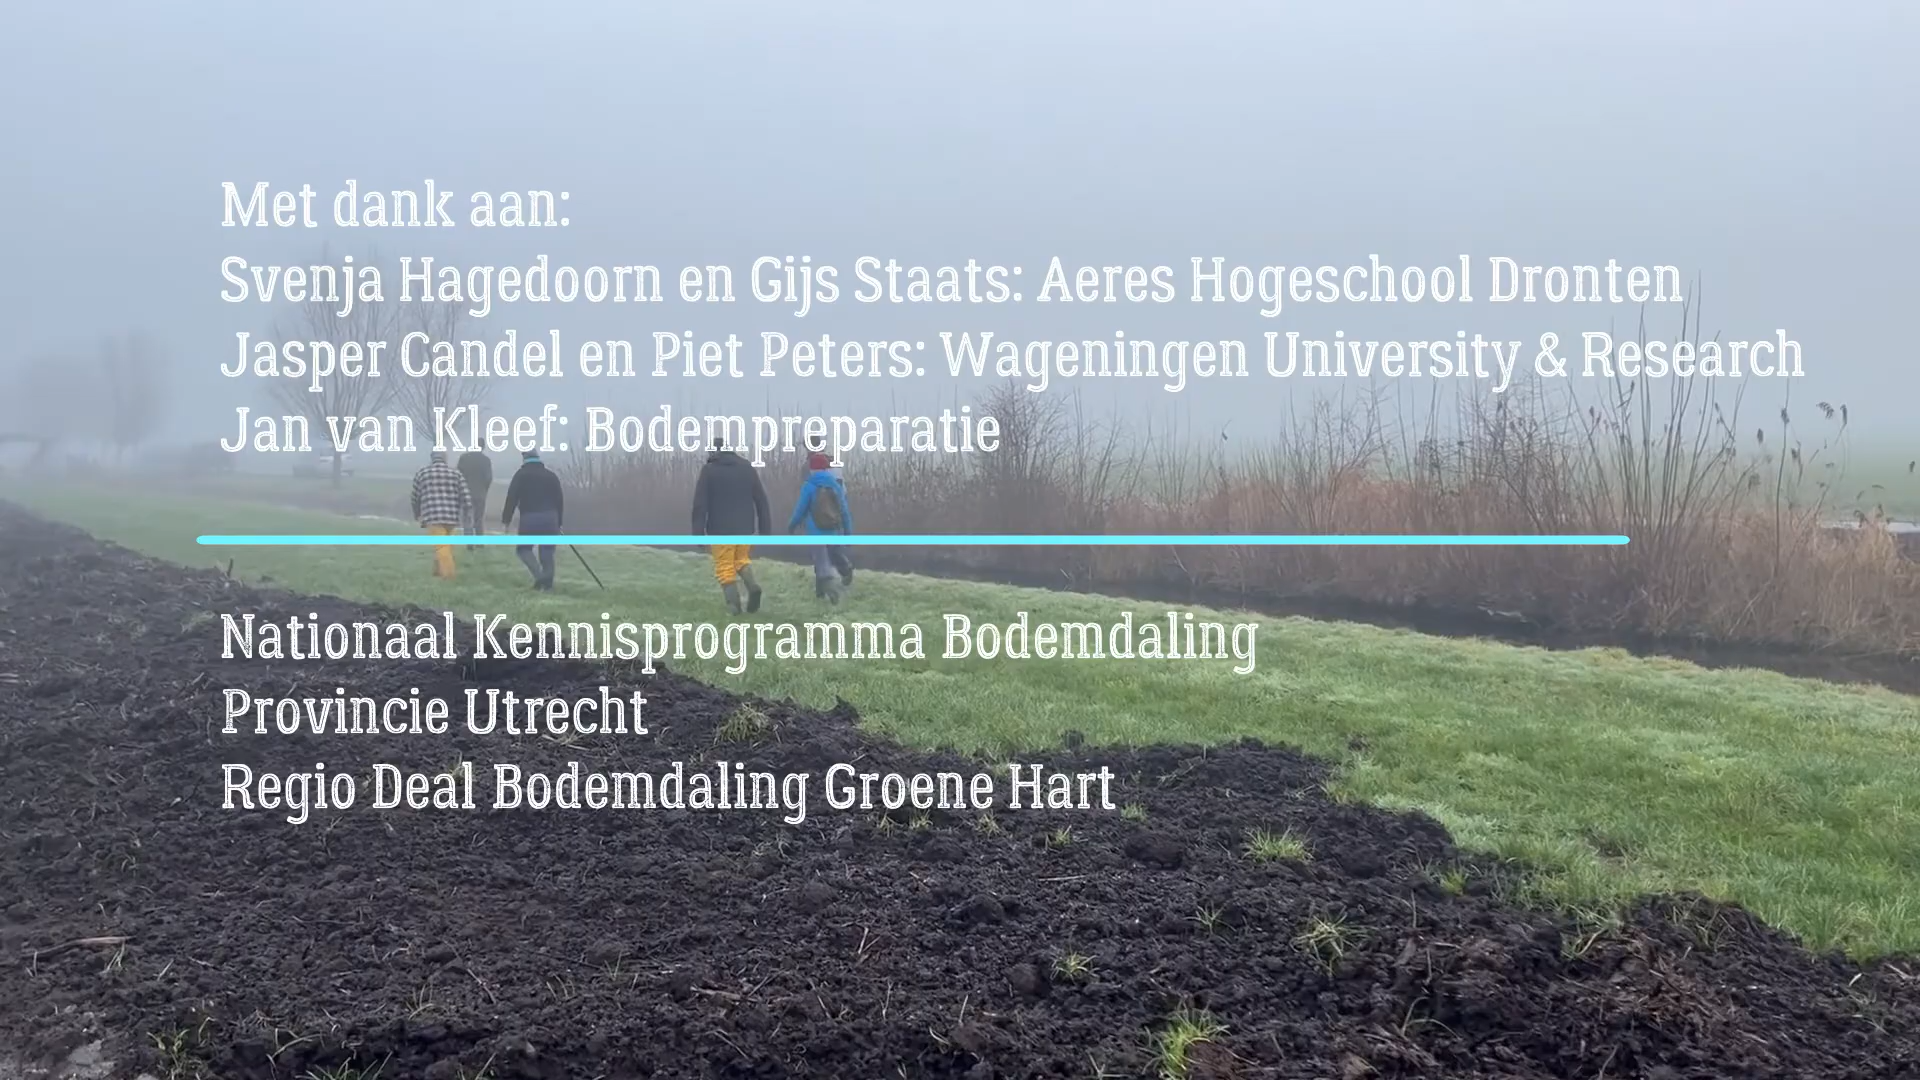 Met dank aan:
Svenja Hagedoorn en Gijs Staats: Aeres Hogeschool Dronten
Jasper Candel en Piet Peters: Wageningen University & Research
Jan van Kleef: Bodempreparatie
Nationaal Kennisprogramma Bodemdaling
Provincie Utrecht
Regio Deal Bodemdaling Groene Hart